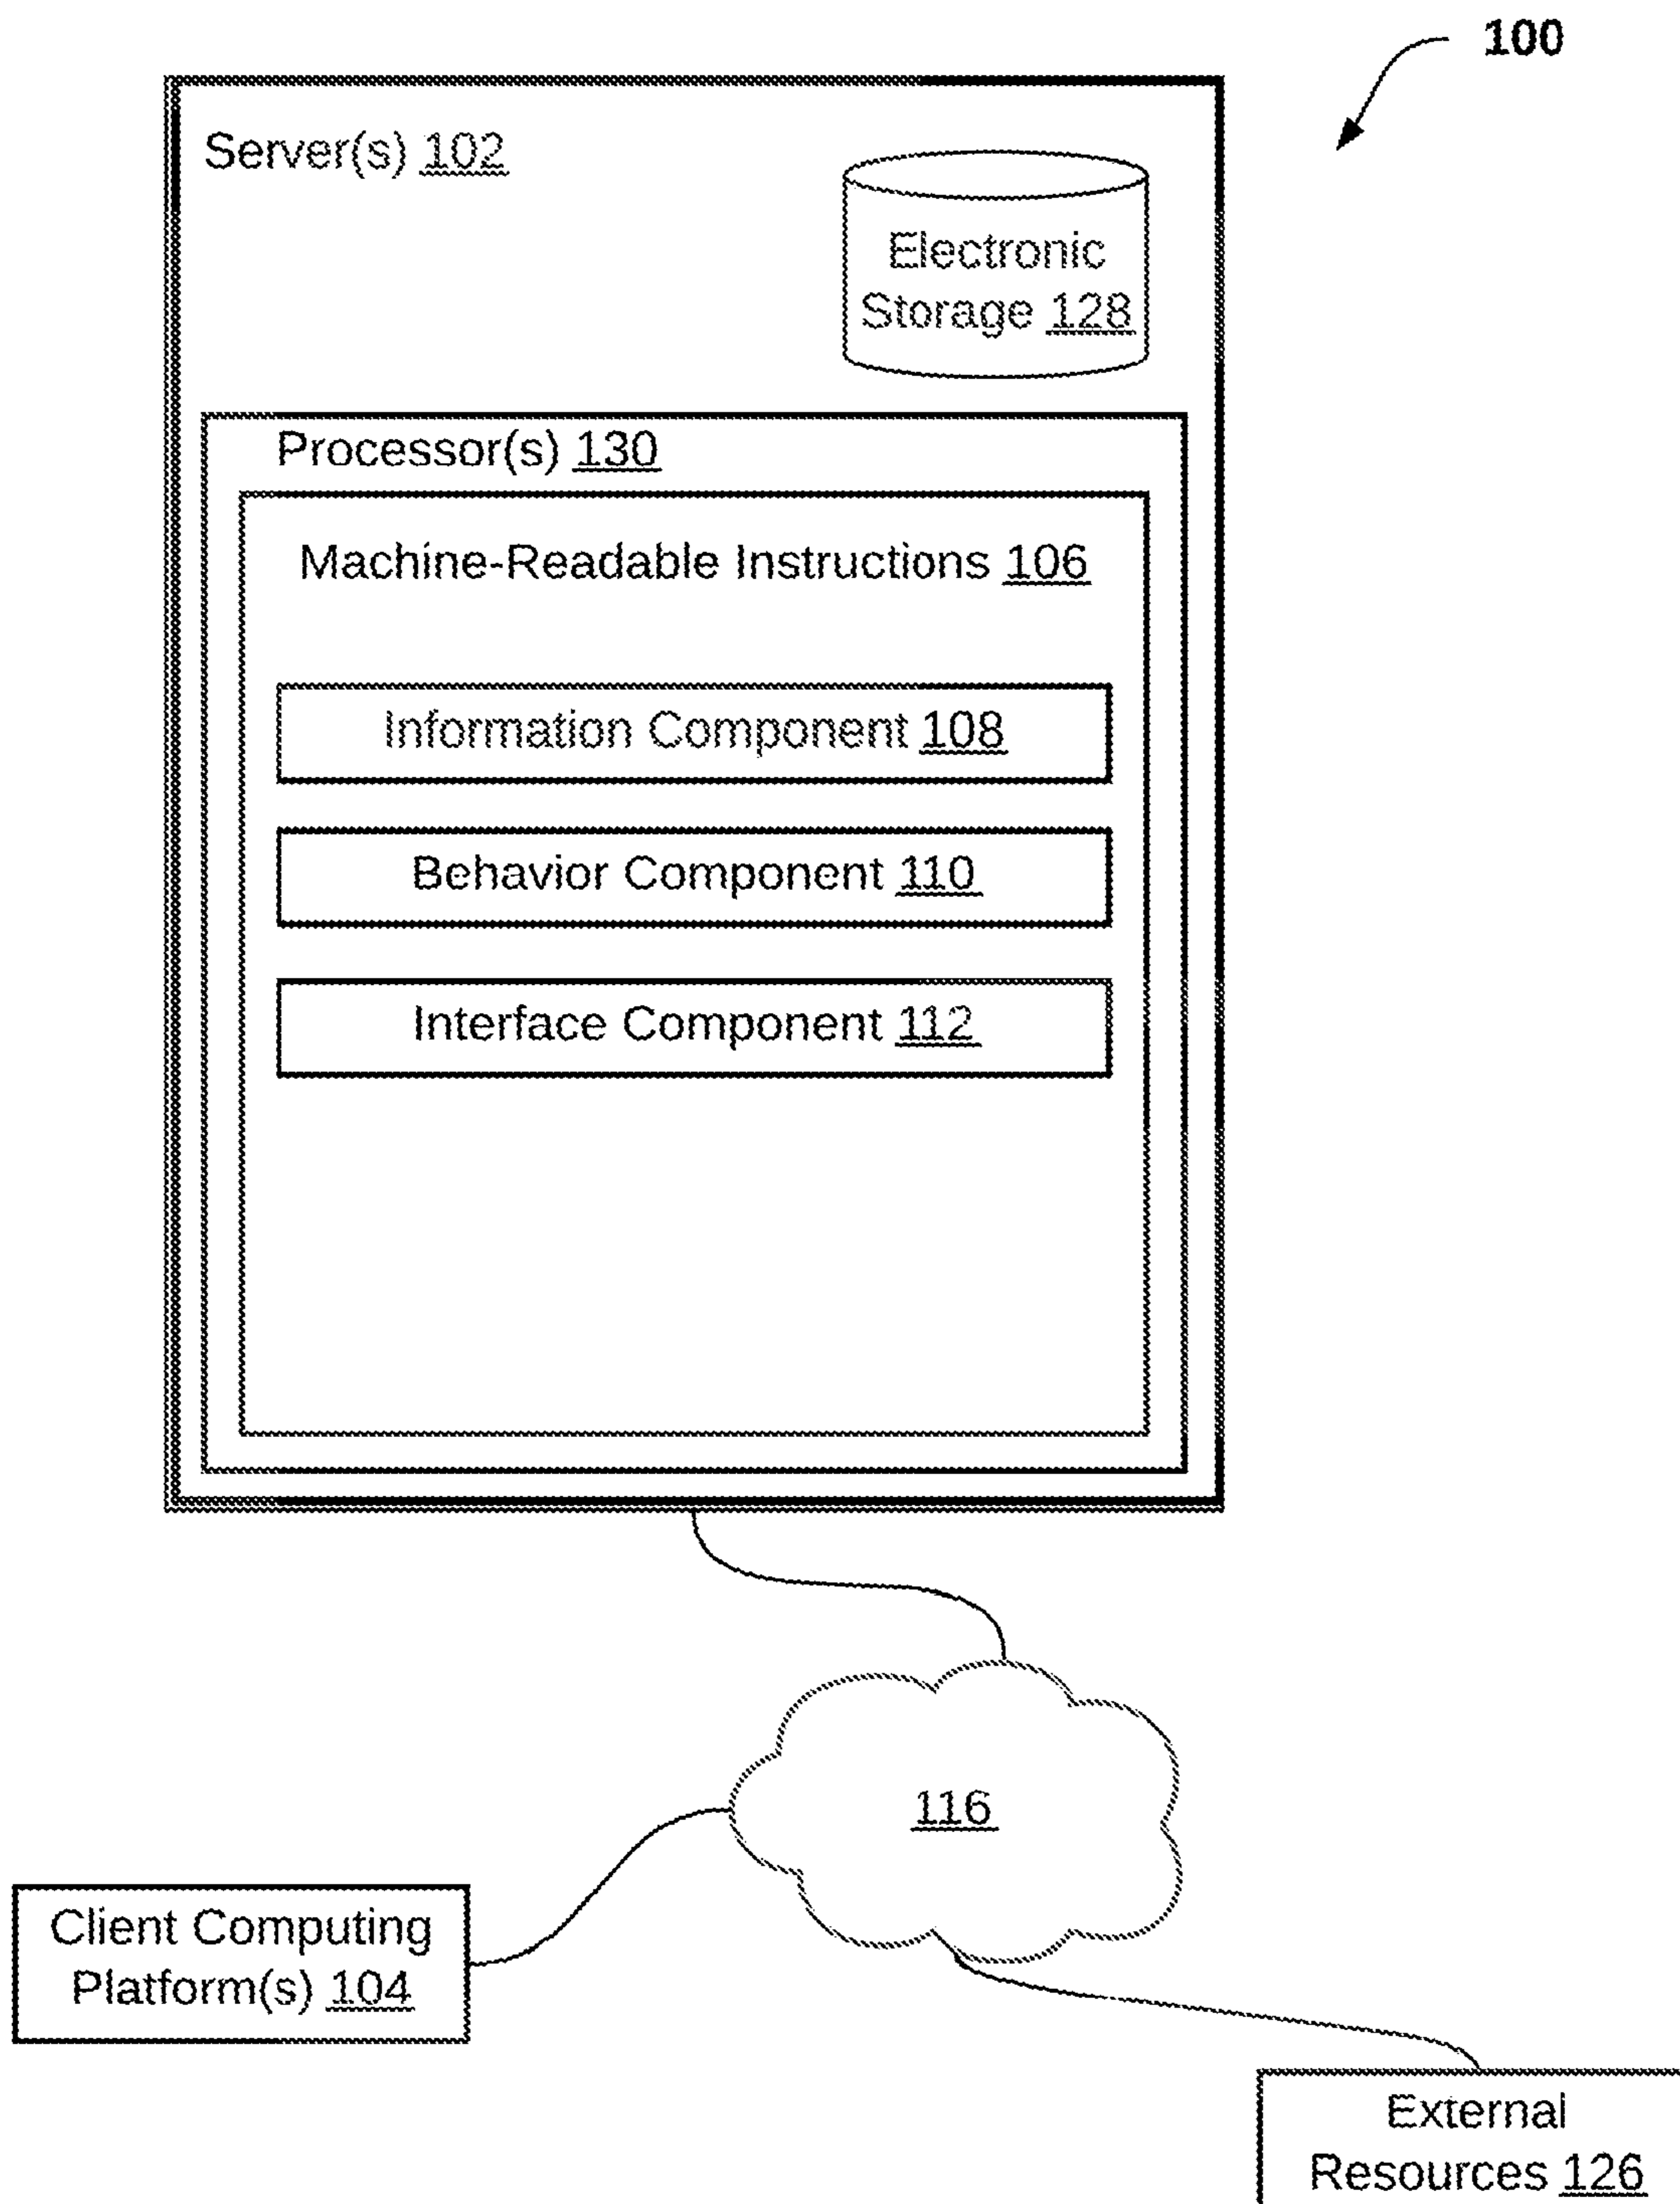 100
Server(s) 102
Electronic
Storage 128
Processor(s) 130
Machine-Readable Instructions 106
Information Component 108
Behavior Component 110
Interface Component 112
116
Client Computing
Platform(s) 104
External
Resources 126